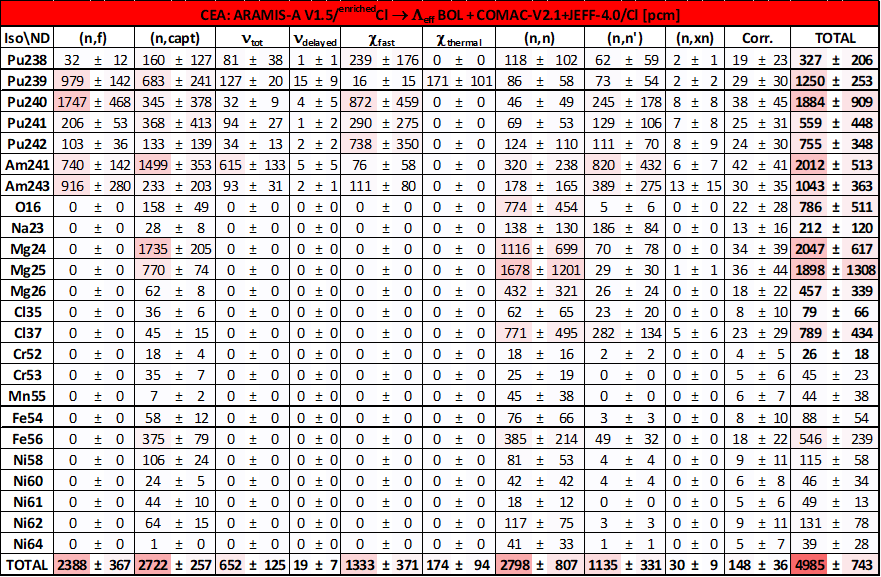 CEA: ARAMIS-A V1.5/enrichedCl → Λeff BOL + COMAC-V2.1+JEFF-4.0/CI [pcm]
Iso\ND (n,f) (n,capt) νtot νdelayed χfast χthermal (n,n) (n,n') (n,xn) Corr. TOTAL
Pu238 32 ± 12 160 ± 127 81 ± 38 1 ± 1 239 ± 176 0 ± 0 118 ± 102 62 ± 59 2 ± 1 19 ± 23 327 ± 206
Pu239 979 ± 142 683 ± 241 127 ± 20 15 ± 9 16 ± 15 171 ± 101 86 ± 58 73 ± 54 2 ± 2 29 ± 30 1250 ± 253
Pu240 1747 ± 468 345 ± 378 32 ± 9 4 ± 5 872 ± 459 0 ± 0 46 ± 49 245 ± 178 8 ± 8 38 ± 45 1884 ± 909
Pu241 206 ± 53 368 ± 413 94 ± 27 1 ± 2 290 ± 275 0 ± 0 69 ± 53 129 ± 106 7 ± 8 25 ± 31 559 ± 448
Pu242 103 ± 36 133 ± 139 34 ± 13 2 ± 2 738 ± 350 0 ± 0 124 ± 110 111 ± 70 8 ± 9 24 ± 30 755 ± 348
Am241 740 ± 142 1499 ± 353 615 ± 133 5 ± 5 76 ± 58 0 ± 0 320 ± 238 820 ± 432 6 ± 7 42 ± 41 2012 ± 513
Am243 916 ± 280 233 ± 203 93 ± 31 2 ± 1 111 ± 80 0 ± 0 178 ± 165 389 ± 275 13 ± 15 30 ± 35 1043 ± 363
O16 0 ± 0 158 ± 49 0 ± 0 0 ± 0 0 ± 0 0 ± 0 774 ± 454 5 ± 6 0 ± 0 22 ± 28 786 ± 511
Na23 0 ± 0 28 ± 8 0 ± 0 0 ± 0 0 ± 0 0 ± 0 138 ± 130 186 ± 84 0 ± 0 13 ± 16 212 ± 120
Mg24 0 ± 0 1735 ± 205 0 ± 0 0 ± 0 0 ± 0 0 ± 0 1116 ± 699 70 ± 78 0 ± 0 34 ± 39 2047 ± 617
Mg25 0 ± 0 770 ± 74 0 ± 0 0 ± 0 0 ± 0 0 ± 0 1678 ± 1201 29 ± 30 1 ± 1 36 ± 44 1898 ± 1308
Mg26 0 ± 0 62 ± 8 0 ± 0 0 ± 0 0 ± 0 0 ± 0 432 ± 321 26 ± 24 0 ± 0 18 ± 22 457 ± 339
Cl35 0 ± 0 36 ± 6 0 ± 0 0 ± 0 0 ± 0 0 ± 0 62 ± 65 23 ± 20 0 ± 0 8 ± 10 79 ± 66
Cl37 0 ± 0 45 ± 15 0 ± 0 0 ± 0 0 ± 0 0 ± 0 771 ± 495 282 ± 134 5 ± 6 23 ± 29 789 ± 434
Cr52 0 ± 0 18 ± 4 0 ± 0 0 ± 0 0 ± 0 0 ± 0 18 ± 16 2 ± 2 0 ± 0 4 ± 5 26 ± 18
Cr53 0 ± 0 35 ± 7 0 ± 0 0 ± 0 0 ± 0 0 ± 0 25 ± 19 0 ± 0 0 ± 0 5 ± 6 45 ± 23
Mn55 0 ± 0 7 ± 2 0 ± 0 0 ± 0 0 ± 0 0 ± 0 45 ± 38 0 ± 0 0 ± 0 6 ± 7 44 ± 38
Fe54 0 ± 0 58 ± 12 0 ± 0 0 ± 0 0 ± 0 0 ± 0 76 ± 66 3 ± 3 0 ± 0 8 ± 10 88 ± 54
Fe56 0 ± 0 375 ± 79 0 ± 0 0 ± 0 0 ± 0 0 ± 0 385 ± 214 49 ± 32 0 ± 0 18 ± 22 546 ± 239
Ni58 0 ± 0 106 ± 24 0 ± 0 0 ± 0 0 ± 0 0 ± 0 81 ± 53 4 ± 4 0 ± 0 9 ± 11 115 ± 58
Ni60 0 ± 0 24 ± 5 0 ± 0 0 ± 0 0 ± 0 0 ± 0 42 ± 42 4 ± 4 0 ± 0 6 ± 8 46 ± 34
Ni61 0 ± 0 44 ± 10 0 ± 0 0 ± 0 0 ± 0 0 ± 0 18 ± 12 0 ± 0 0 ± 0 5 ± 6 49 ± 13
Ni62 0 ± 0 64 ± 15 0 ± 0 0 ± 0 0 ± 0 0 ± 0 117 ± 75 3 ± 3 0 ± 0 9 ± 11 131 ± 78
Ni64 0 ± 0 1 ± 0 0 ± 0 0 ± 0 0 ± 0 0 ± 0 41 ± 33 1 ± 1 0 ± 0 5 ± 7 39 ± 28
TOTAL 2388 ± 367 2722 ± 257 652 ± 125 19 ± 7 1333 ± 371 174 ± 94 2798 ± 807 1135 ± 331 30 ± 9 148 ± 36 4985 ± 743